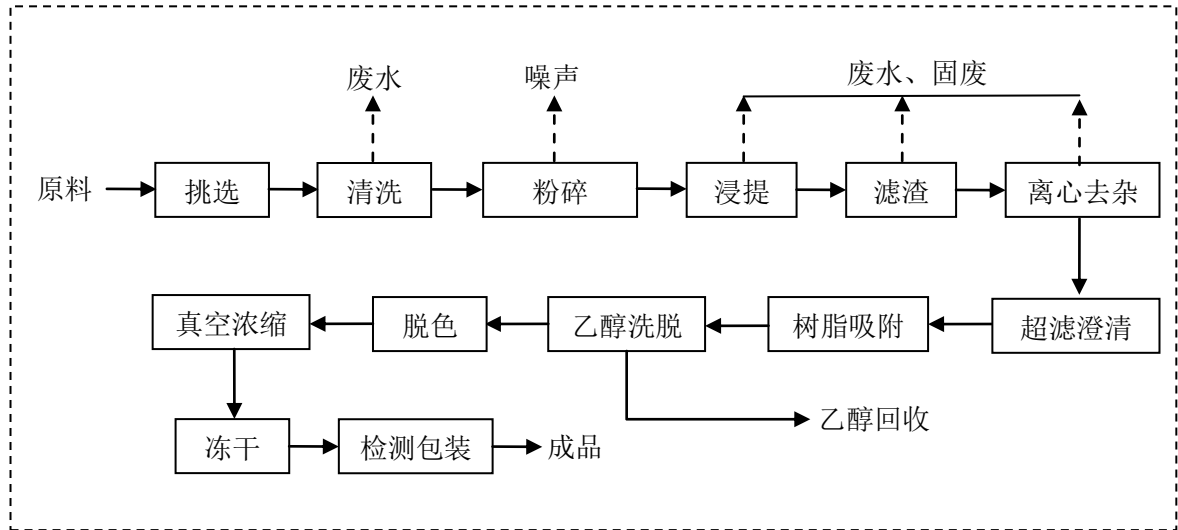 废水
噪声
废水、固废
原料
挑选
清洗
粉碎
浸提
滤渣
离心去杂
真空浓缩
脱色
乙醇洗脱
树脂吸附
超滤澄清
乙醇回收
冻干
检测包装
成品